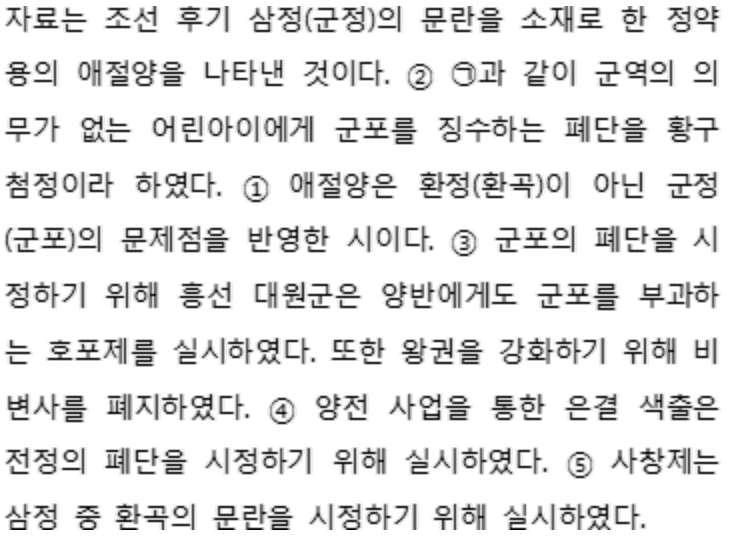 자료는 조선 후기 삼정(군정)의 문란을 소재로 한 정약
용의 애절양을 나타낸 것이다. ② ㉠과 같이 군역의 의
무가 없는 어린아이에게 군포를 징수하는 폐단을 황구
첨정이라 하였다. ① 애절양은 환정(환곡)이 아닌 군정
(군포)의 문제점을 반영한 시이다. ③ 군포의 폐단을 시
정하기 위해 흥선 대원군은 양반에게도 군포를 부과하
는 호포제를 실시하였다. 또한 왕권을 강화하기 위해 비
변사를 폐지하였다. ④ 양전 사업을 통한 은결 색출은
전정의 폐단을 시정하기 위해 실시하였다. ⑤ 사창제는
삼정 중 환곡의 문란을 시정하기 위해 실시하였다.